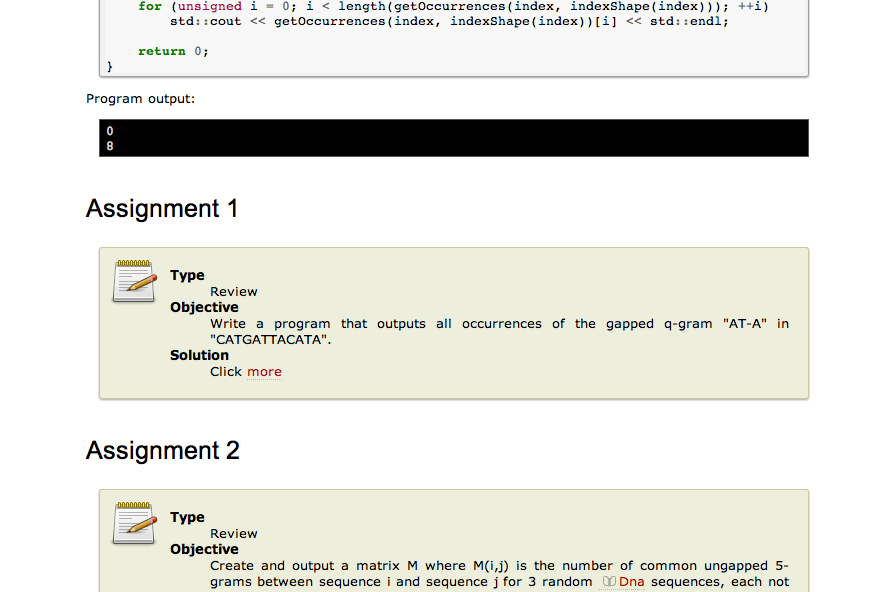 for (unsigned i = 0; i < length(getOccurrences(index, indexShape(index))); ++i)
std::cout << getOccurrences(index, indexShape(index))[i] << std::endl;
return 0;
}
Program output:
0
8
Assignment 1
Type
Review
Objective
Write a program that outputs all occurrences of the gapped q-gram "AT-A" in
"CATGATTACATA".
Solution
Click more
Assignment 2
Type
Review
Objective
Create and output a matrix M where M(i,j) is the number of common ungapped 5-
grams between sequence i and sequence j for 3 random Dna sequences, each not